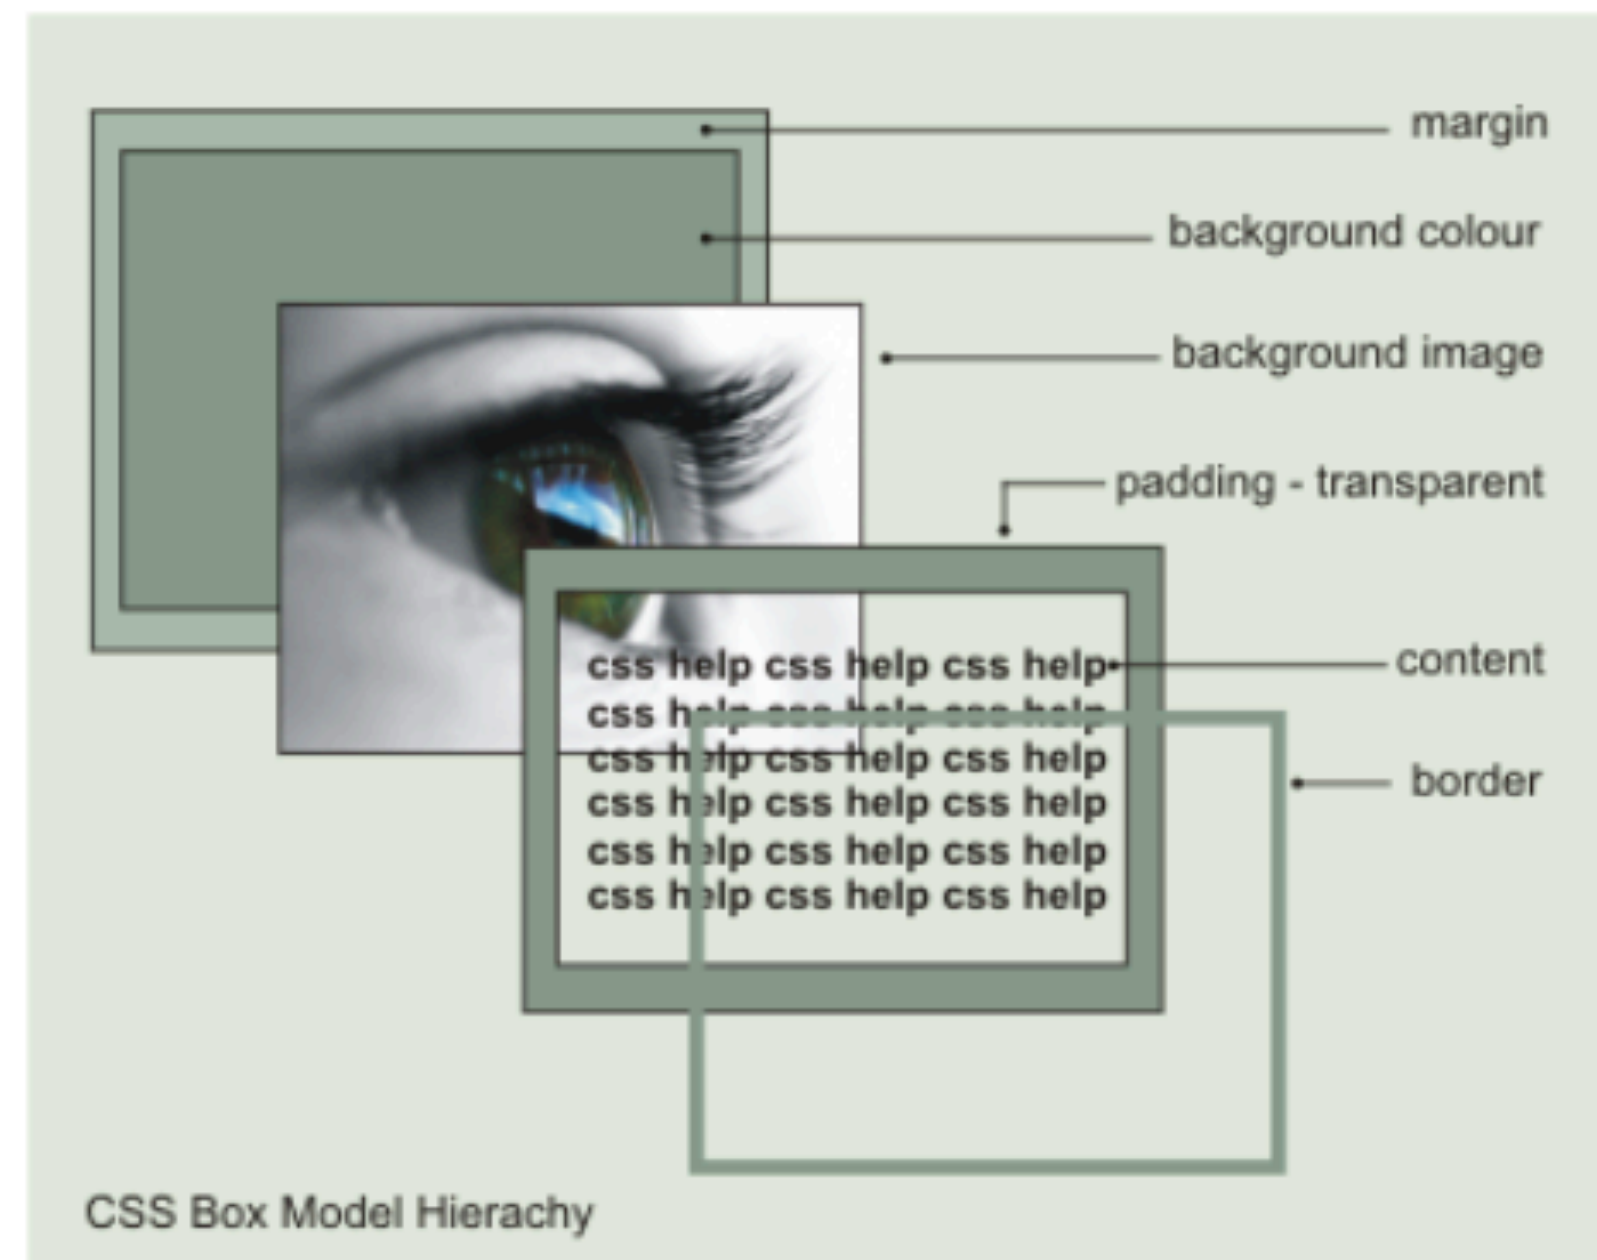 margin
background colour
background image
padding - transparent
content
css help css help css help
css help css help css help
css help css help css help
css help css help css help
css help css help css help
css help css help css help
border
CSS Box Model Hierachy